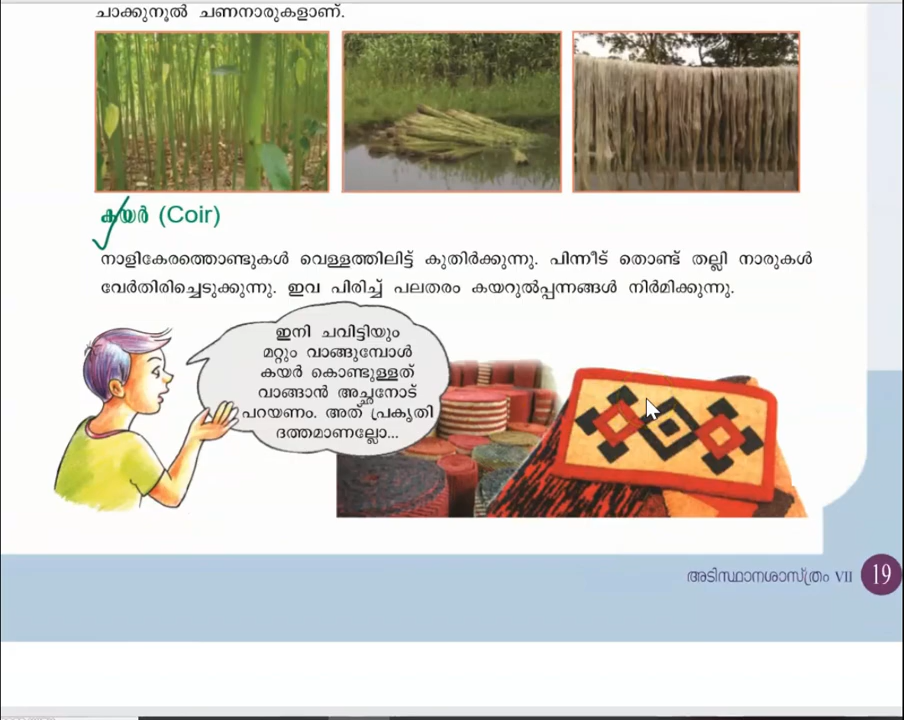 ചാക്കുനൂൽ ചണനാരുകളാണ്.
കയർ (Coir)
നാളികേരത്തൊണ്ടുകൾ വെള്ളത്തിലിട്ട് കുതിർക്കുന്നു. പിന്നീട് തൊണ്ട് തല്ലി നാരുകൾ
വേർതിരിച്ചെടുക്കുന്നു. ഇവ പിരിച്ച് പലതരം കയറുൽപ്പന്നങ്ങൾ നിർമിക്കുന്നു.
ഇനി ചവിട്ടിയും
മറ്റും വാങ്ങുമ്പോൾ
കയർ കൊണ്ടുള്ളത്
വാങ്ങാൻ അച്ഛനോട്
പറയണം. അത് പ്രകൃതി
ദത്തമാണല്ലോ...
അടിസ്ഥാനശാസ്ത്രം VII 19